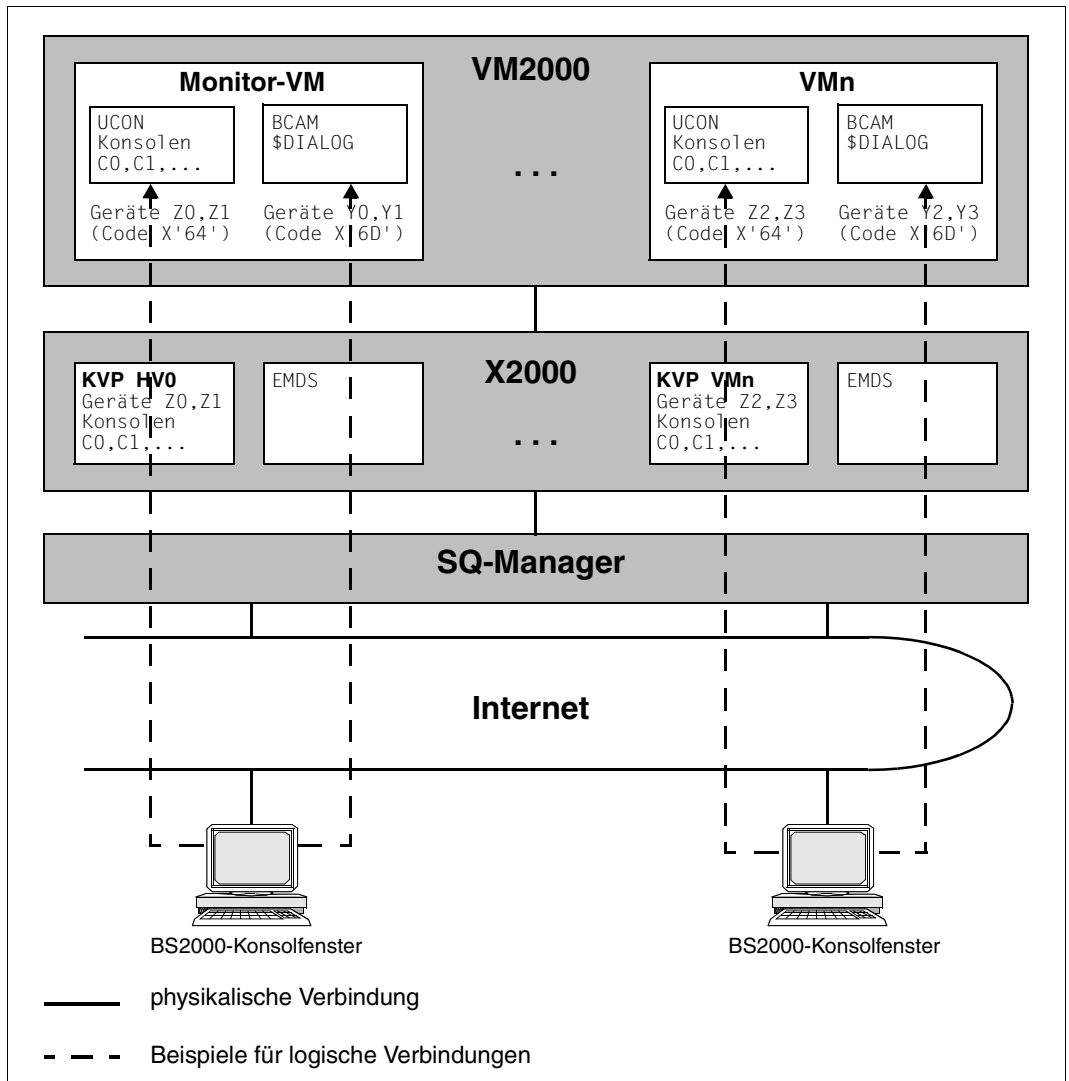 VM2000
Monitor-VM
UCON
Konsolen
C0,C1,...
BCAM
$DIALOG
Geräte Z0,Z1
(Code X'64')
Geräte Y0,Y1
(Code X'6D')
. . .
VMn
UCON
Konsolen
C0,C1,...
BCAM
$DIALOG
Geräte Z2,Z3
(Code X'64')
Geräte Y2,Y3
(Code X'6D')
X2000
KVP HV0
Geräte Z0,Z1
Konsolen
C0,C1,...
EMDS
. . .
KVP VMn
Geräte Z2,Z3
Konsolen
C0,C1,...
EMDS
SQ-Manager
Internet
BS2000-Konsolfenster
BS2000-Konsolfenster
physikalische Verbindung
Beispiele für logische Verbindungen